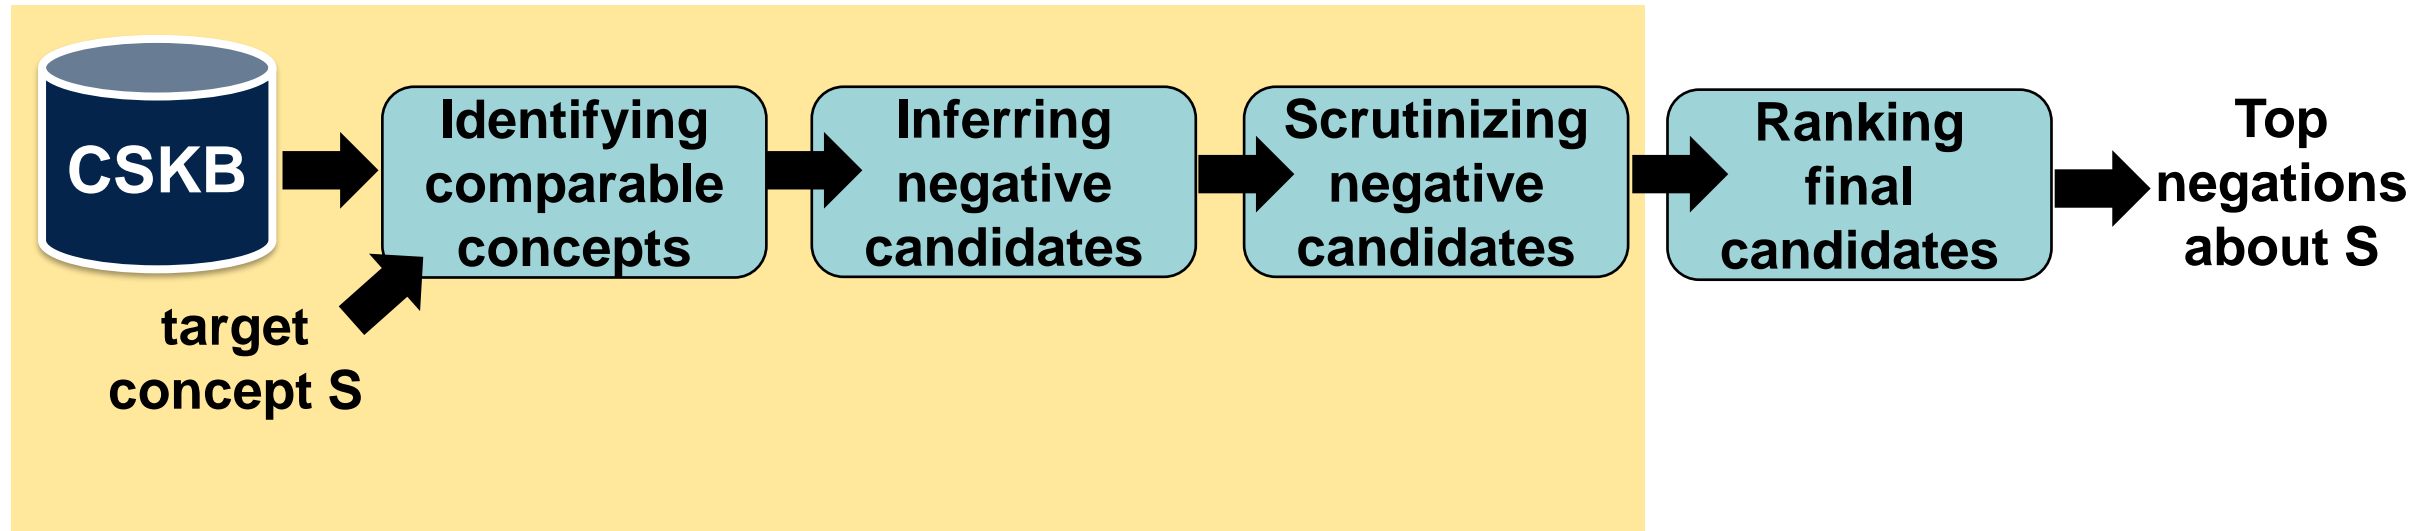 CSKB
target
concept S
Identifying
comparable
concepts
Inferring
negative
candidates
Scrutinizing
negative
candidates
Ranking
final
candidates
Top
negations
about S